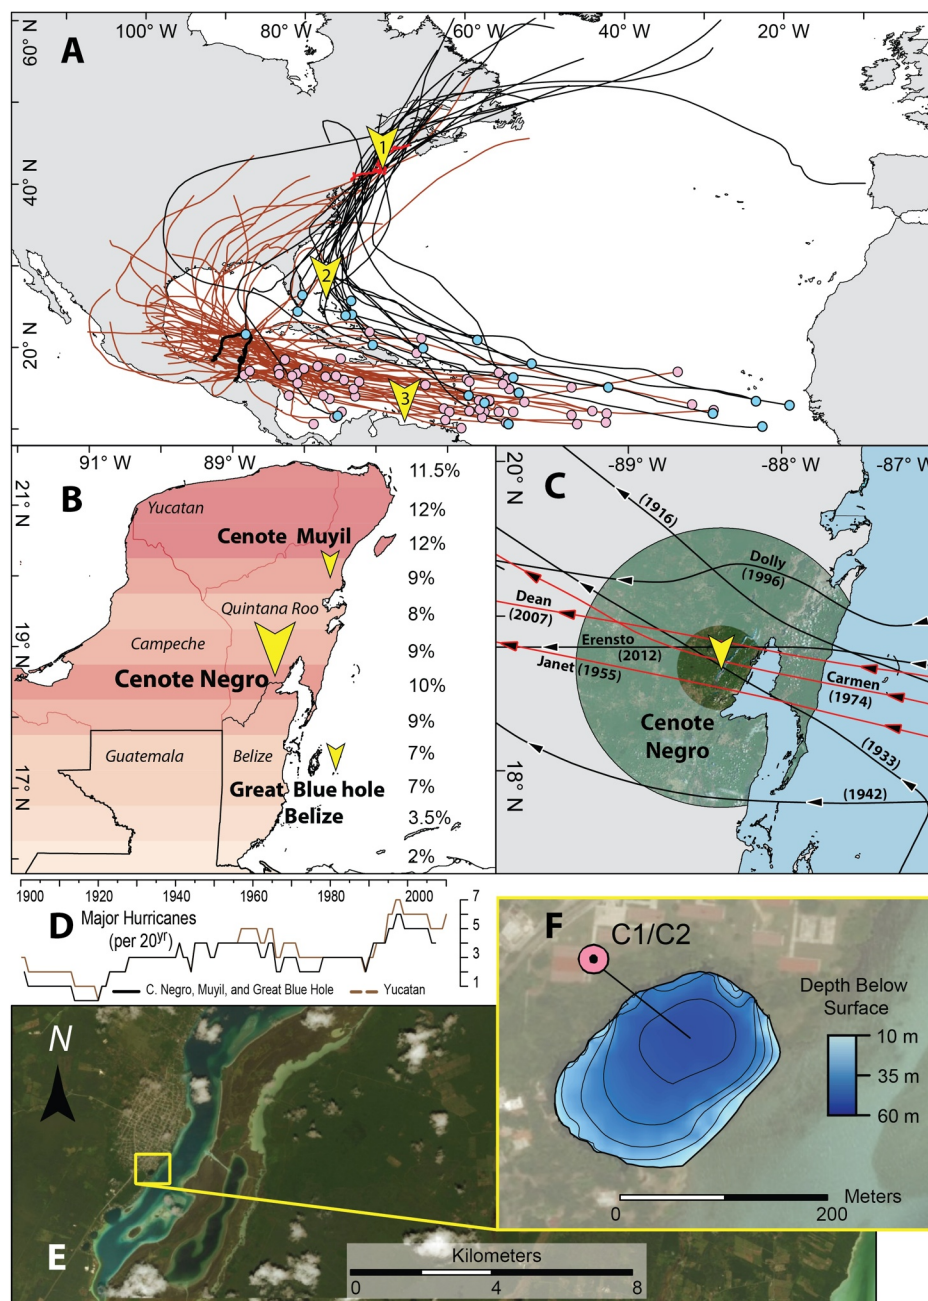 100° W
80° W
60° W
40° W
20° W
60° N
40° N
20° N
A
1
2
3
91° W
89° W
21° N
19° N
17° N
B
Yucatan
Cenote Muyil
Quintana Roo
Campeche
Cenote Negro
Guatemala
Belize
Great Blue hole
Belize
11.5%
12%
12%
9%
8%
9%
10%
9%
7%
7%
3.5%
2%
-89° W
-88° W
-87° W
20° N
18° N
C
(1916)
Dolly
(1996)
Dean
(2007)
Erensto
(2012)
Janet (1955)
Carmen
(1974)
Cenote
Negro
(1933)
(1942)
1900
1920
1940
1960
1980
2000
D
Major Hurricanes
(per 20yr)
7
5
3
1
C. Negro, Muyil, and Great Blue Hole
Yucatan
N
E
Kilometers
0
4
8
F
C1/C2
Depth Below
Surface
10 m
35 m
60 m
Meters
0
200